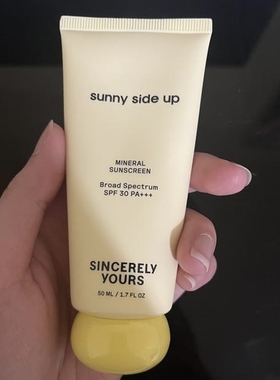 sunny side up
MINERAL
SUNSCREEN
Broad Spectrum
SPF 30 PA+++
SINCERELY
YOURS
50 ML / 1.7 FL OZ